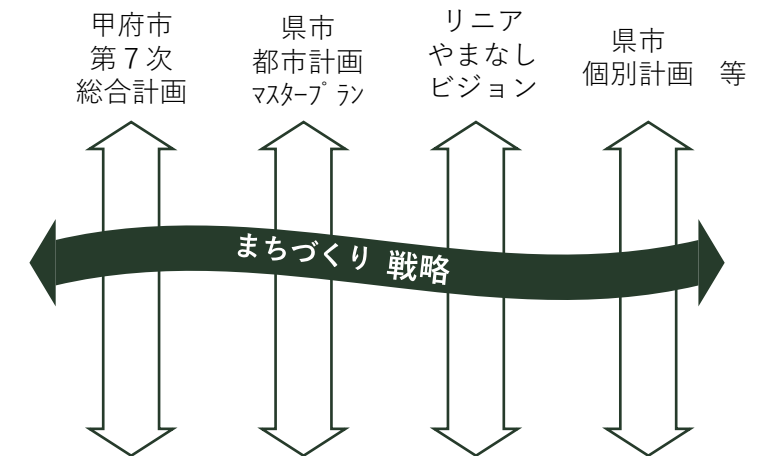 甲府市
第７次
総合計画
県市
都市計画
ﾏｽﾀｰﾌﾟﾗﾝ
リニア
やまなし
ビジョン
県市
個別計画　等
まちづくり 戦略